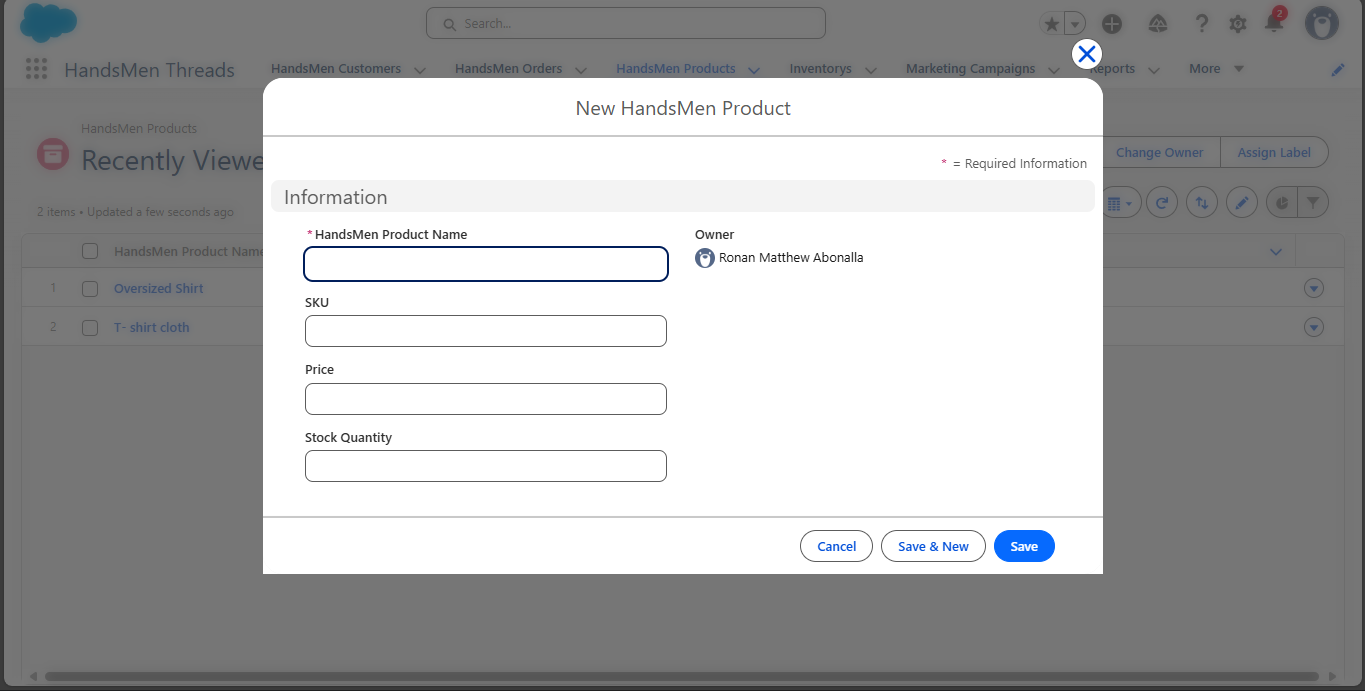 Search...
2
HandsMen Threads
HandsMen Customers
HandsMen Orders
HandsMen Products
Inventorys
Marketing Campaigns
Reports
More
New HandsMen Product
HandsMen Products
Recently Viewe
Change Owner
Assign Label
* = Required Information
2 items • Updated a few seconds ago
Information
HandsMen Product Name
1 Oversized Shirt
2 T- shirt cloth
*HandsMen Product Name
Owner
Ronan Matthew Abonalla
SKU
Price
Stock Quantity
Cancel
Save & New
Save